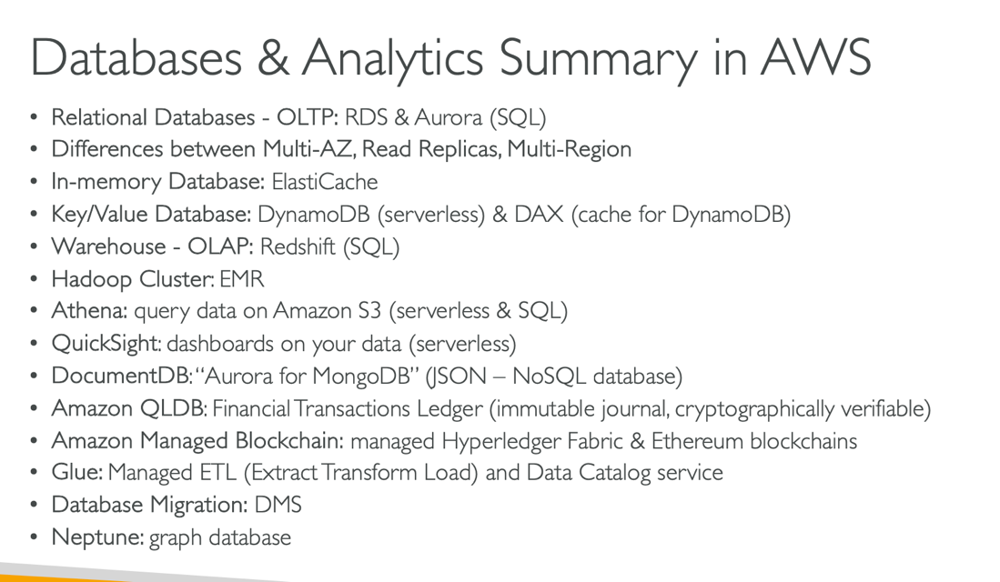 Databases & Analytics Summary in AWS
• Relational Databases - OLTP: RDS & Aurora (SQL)
• Differences between Multi-AZ, Read Replicas, Multi-Region
• In-memory Database: ElastiCache
• Key/Value Database: DynamoDB (serverless) & DAX (cache for DynamoDB)
• Warehouse - OLAP: Redshift (SQL)
• Hadoop Cluster: EMR
• Athena: query data on Amazon S3 (serverless & SQL)
• QuickSight: dashboards on your data (serverless)
• DocumentDB: “Aurora for MongoDB” (JSON – NoSQL database)
• Amazon QLDB: Financial Transactions Ledger (immutable journal, cryptographically verifiable)
• Amazon Managed Blockchain: managed Hyperledger Fabric & Ethereum blockchains
• Glue: Managed ETL (Extract Transform Load) and Data Catalog service
• Database Migration: DMS
• Neptune: graph database